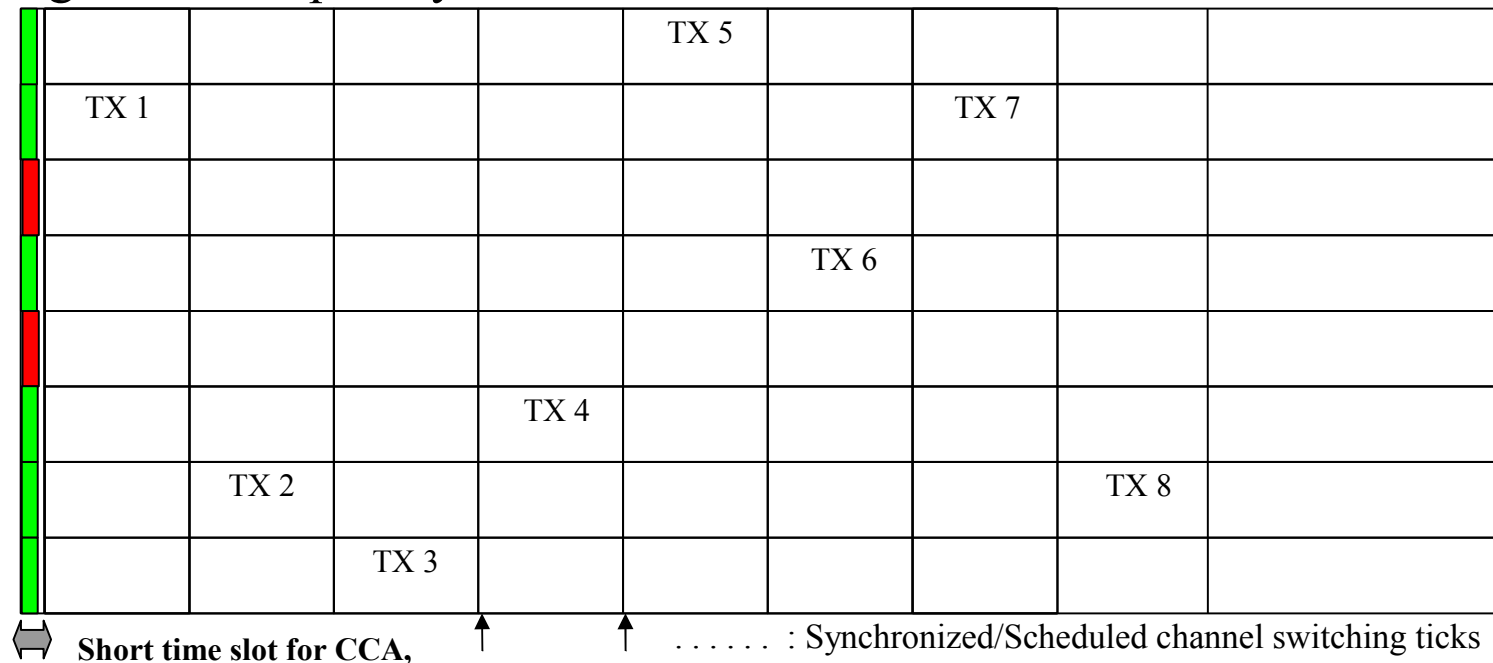 TX 5
TX 1 TX 7
TX 6
TX 4
TX 2 TX 8
TX 3
Short time slot for CCA,
. . . . . . : Synchronized/Scheduled channel switching ticks